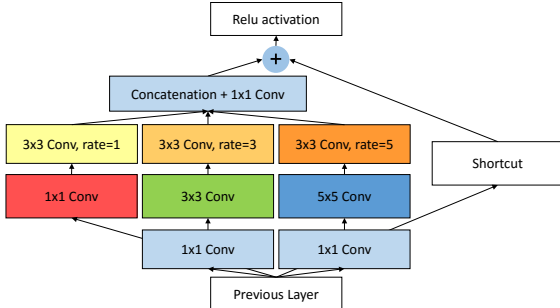 Relu activation
+
Concatenation + 1x1 Conv
3x3 Conv, rate=1
3x3 Conv, rate=3
3x3 Conv, rate=5
Shortcut
1x1 Conv
3x3 Conv
5x5 Conv
1x1 Conv
1x1 Conv
Previous Layer